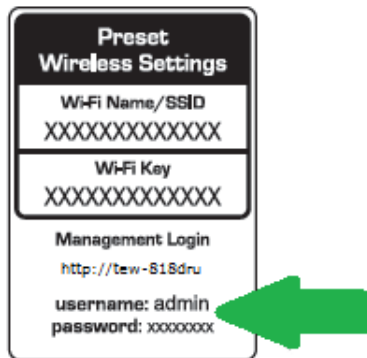 Preset
Wireless Settings
Wi-Fi Name/SSID
XXXXXXXXXXXXX
Wi-Fi Key
XXXXXXXXXXXXX
Management Login
http://tew-818dru
username: admin
password: xxxxxxxx